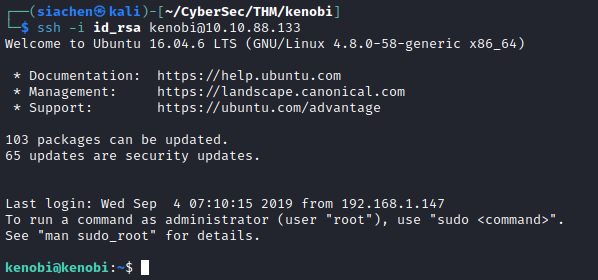 (siachen㉿kali)-[~/CyberSec/THM/kenobi]
$ ssh -i id_rsa kenobi@10.10.88.133
Welcome to Ubuntu 16.04.6 LTS (GNU/Linux 4.8.0-58-generic x86_64)
* Documentation: https://help.ubuntu.com
* Management: https://landscape.canonical.com
* Support: https://ubuntu.com/advantage
103 packages can be updated.
65 updates are security updates.
Last login: Wed Sep 4 07:10:15 2019 from 192.168.1.147
To run a command as administrator (user "root"), use "sudo <command>".
See "man sudo_root" for details.
kenobi@kenobi:~$